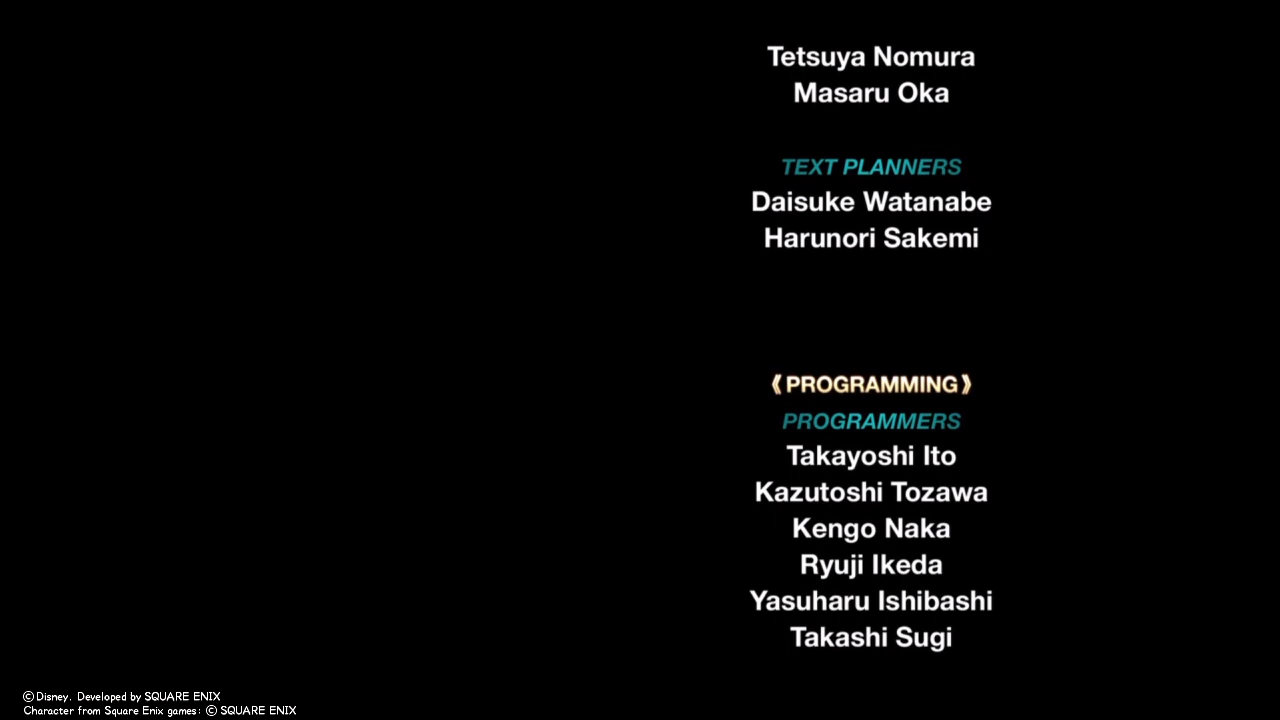 Tetsuya Nomura
Masaru Oka
TEXT PLANNERS
Daisuke Watanabe
Harunori Sakemi
《PROGRAMMING》
PROGRAMMERS
Takayoshi Ito
Kazutoshi Tozawa
Kengo Naka
Ryuji Ikeda
Yasuharu Ishibashi
Takashi Sugi
©Disney. Developed by SQUARE ENIX
Character from Square Enix games: © SQUARE ENIX